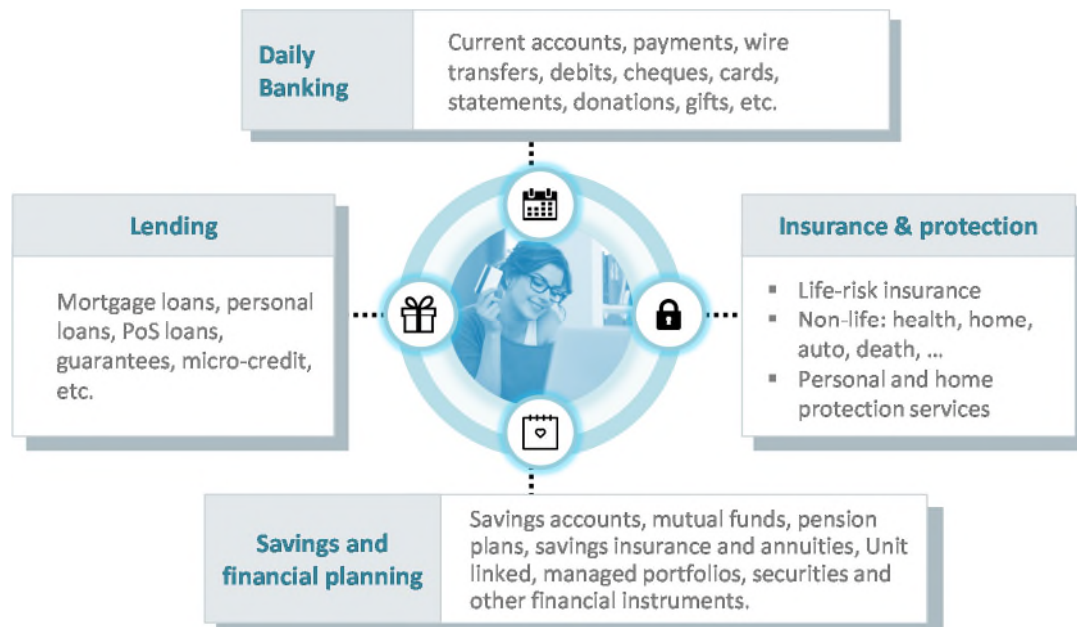 Daily
Banking
Current accounts, payments, wire
transfers, debits, cheques, cards,
statements, donations, gifts, etc.
Lending
Mortgage loans, personal
loans, PoS loans,
guarantees, micro-credit,
etc.
Insurance & protection
▪ Life-risk insurance
▪ Non-life: health, home,
auto, death, ...
▪ Personal and home
protection services
Savings and
financial planning
Savings accounts, mutual funds, pension
plans, savings insurance and annuities, Unit
linked, managed portfolios, securities and
other financial instruments.